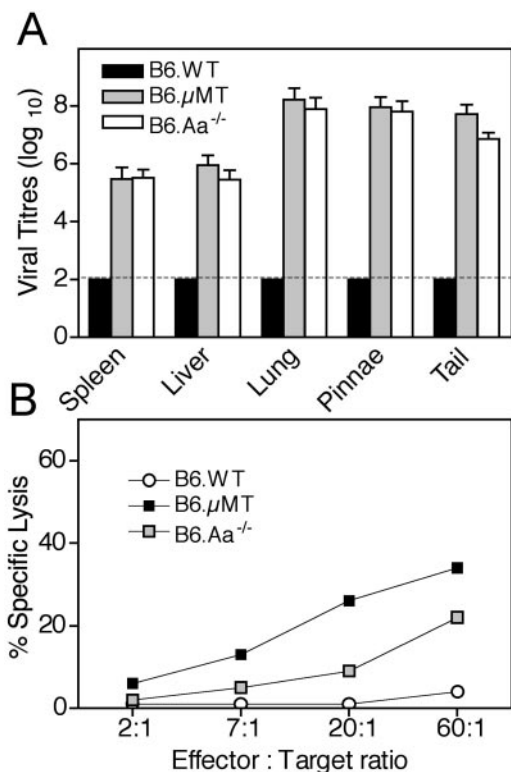 A
B6.WT
B6.µMT
B6.Aa-/-
Viral Titres (log 10)
8
6
4
2
0
Spleen
Liver
Lung
Pinnae
Tail
B
B6.WT
B6.µMT
B6.Aa-/-
% Specific Lysis
60
40
20
0
2:1
7:1
20:1
60:1
Effector : Target ratio